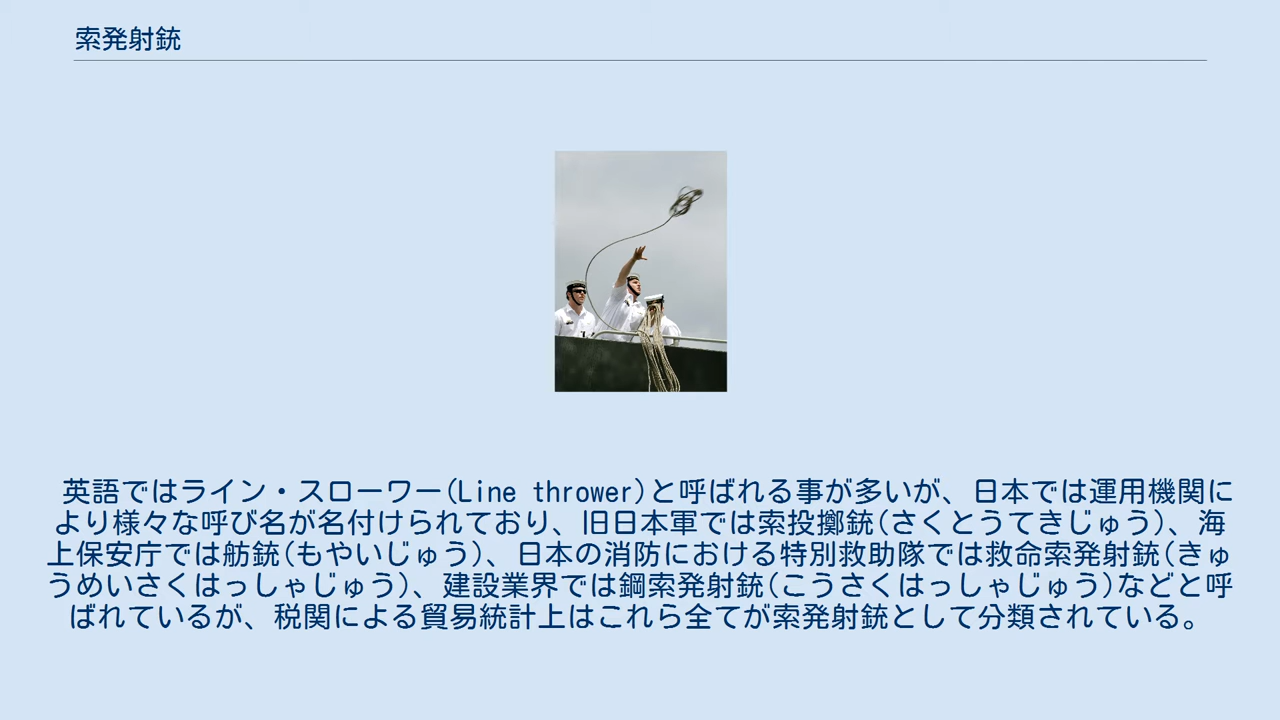 索発射銃
英語ではライン・スローワー(Line thrower)と呼ばれる事が多いが、日本では運用機関に
より様々な呼び名が名付けられており、旧日本軍では索投擲銃(さくとうてきじゅう)、海
上保安庁では舫銃(もやいじゅう)、日本の消防における特別救助隊では救命索発射銃(きゅ
うめいさくはっしゃじゅう)、建設業界では鋼索発射銃(こうさくはっしゃじゅう)などと呼
ばれているが、税関による貿易統計上はこれら全てが索発射銃として分類されている。